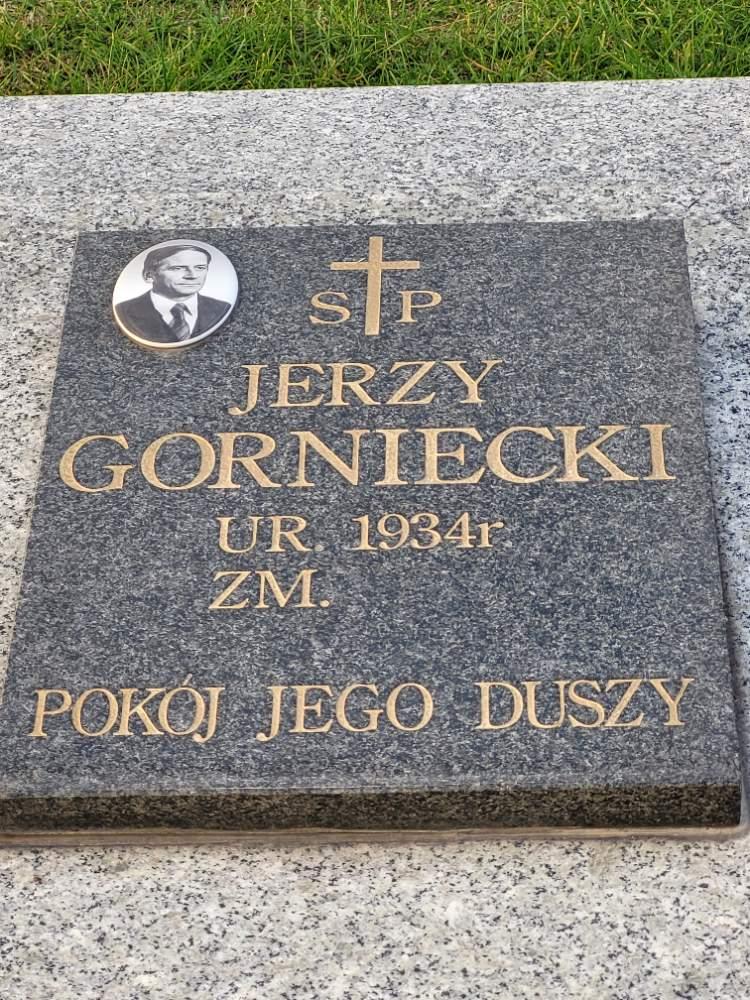 S P
JERZY
GORNIECKI
UR. 1934r.
ZM.
POKÓJ JEGO DUSZY